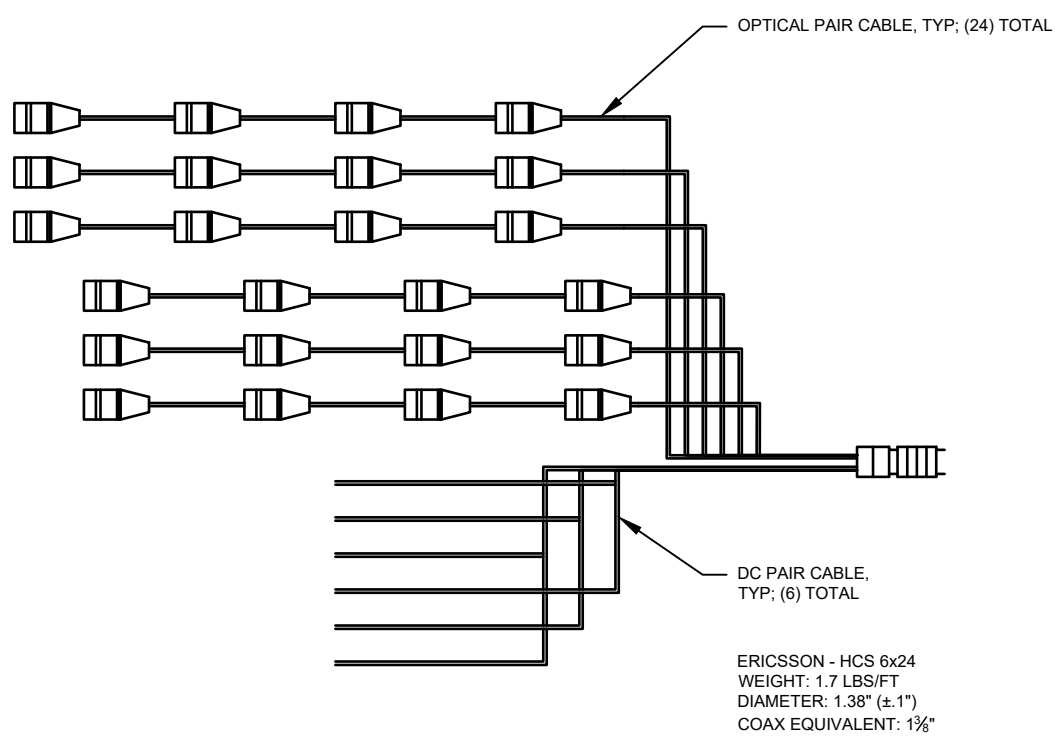 OPTICAL PAIR CABLE, TYP; (24) TOTAL
DC PAIR CABLE,
TYP; (6) TOTAL
ERICSSON - HCS 6x24
WEIGHT: 1.7 LBS/FT
DIAMETER: 1.38" (±.1")
COAX EQUIVALENT: 1⅜"